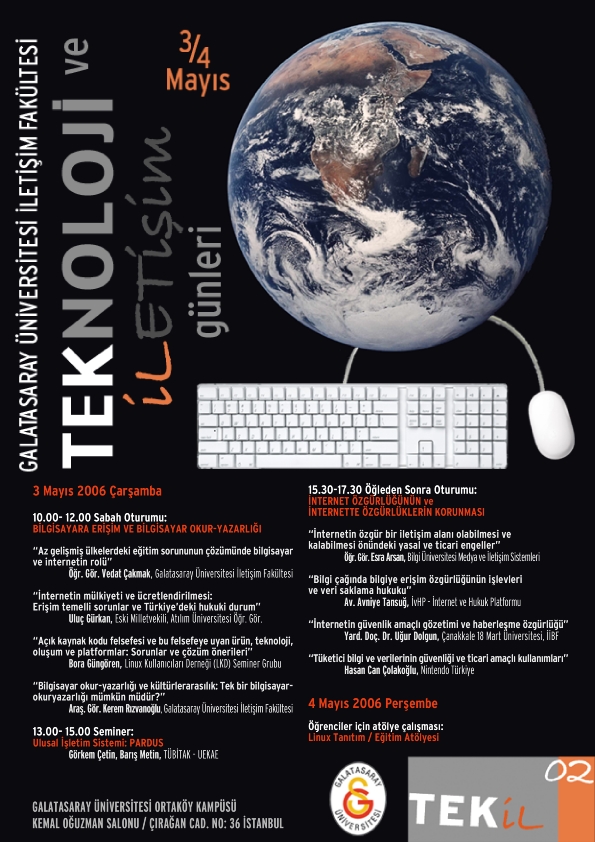 GALATASARAY ÜNİVERSİTESİ İLETİŞİM FAKÜLTESİ
TEKNOLOJİ ve
iLETişim
günleri
3/4
Mayıs
3 Mayıs 2006 Çarşamba
10.00- 12.00 Sabah Oturumu:
BİLGİSAYARA ERİŞİM VE BİLGİSAYAR OKUR-YAZARLIĞI
“Az gelişmiş ülkelerdeki eğitim sorununun çözümünde bilgisayar
ve internetin rolü”
Öğr. Gör. Vedat Çakmak, Galatasaray Üniversitesi İletişim Fakültesi
“İnternetin mülkiyeti ve ücretlendirilmesi:
Erişim temelli sorunlar ve Türkiye'deki hukuki durum”
Uluç Gürkan, Eski Milletvekili, Atılım Üniversitesi Öğr. Gör.
“Açık kaynak kodu felsefesi ve bu felsefeye uyan ürün, teknoloji,
oluşum ve platformlar: Sorunlar ve çözüm önerileri”
Bora Güngören, Linux Kullanıcıları Derneği (LKD) Seminer Grubu
“Bilgisayar okur-yazarlığı ve kültürlerarasılık: Tek bir bilgisayar-
okuryazarlığı mümkün müdür?”
Araş. Gör. Kerem Rızvanoğlu, Galatasaray Üniversitesi İletişim Fakültesi
13.00- 15.00 Seminer:
Ulusal İşletim Sistemi: PARDUS
Görkem Çetin, Barış Metin, TÜBİTAK - UEKAE
15.30-17.30 Öğleden Sonra Oturumu:
İNTERNET ÖZGÜRLÜĞÜNÜN ve
İNTERNETTE ÖZGÜRLÜKLERİN KORUNMASI
“İnternetin özgür bir iletişim alanı olabilmesi ve
kalabilmesi önündeki yasal ve ticari engeller”
Öğr. Gör. Esra Arsan, Bilgi Üniversitesi Medya ve İletişim Sistemleri
“Bilgi çağında bilgiye erişim özgürlüğünün işlevleri
ve veri saklama hukuku”
Av. Avniye Tansuğ, İvHP - İnternet ve Hukuk Platformu
“İnternetin güvenlik amaçlı gözetimi ve haberleşme özgürlüğü”
Yard. Doç. Dr. Uğur Dolgun, Çanakkale 18 Mart Üniversitesi, İİBF
“Tüketici bilgi ve verilerinin güvenliği ve ticari amaçlı kullanımları”
Hasan Can Çolakoğlu, Nintendo Türkiye
4 Mayıs 2006 Perşembe
Öğrenciler için atölye çalışması:
Linux Tanıtım / Eğitim Atölyesi
GALATASARAY ÜNİVERSİTESİ ORTAKÖY KAMPÜSÜ
KEMAL OĞUZMAN SALONU / ÇIRAĞAN CAD. NO: 36 İSTANBUL
GALATASARAY
ÜNİVERSİTESİ
02
TEKiL